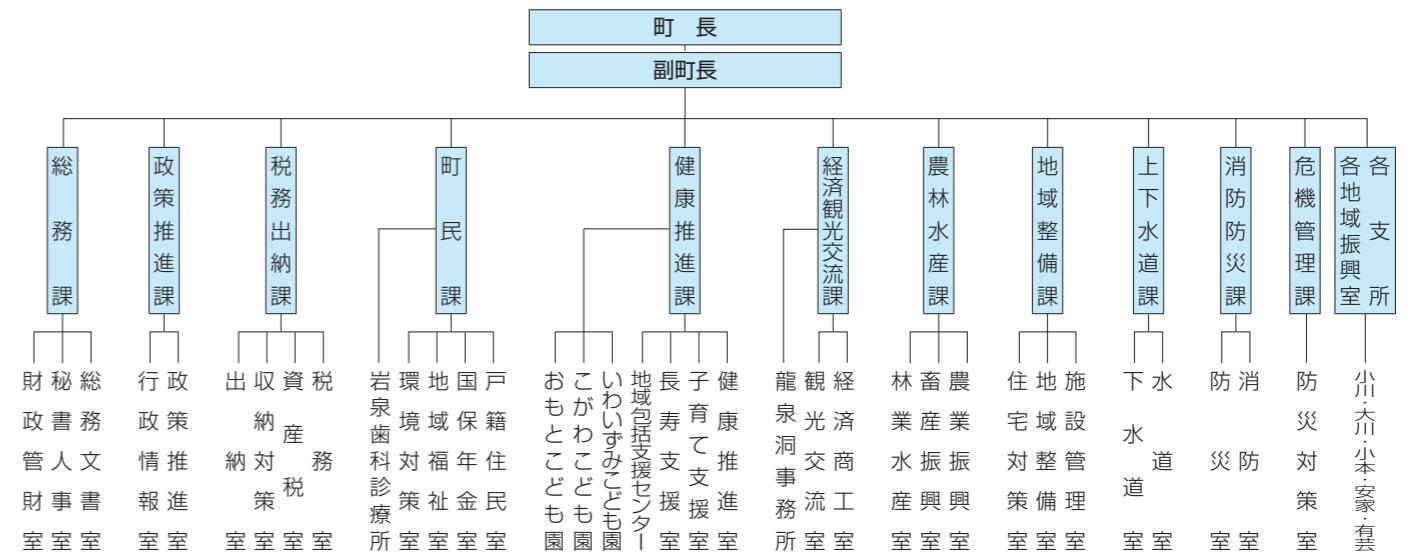 町長
副町長
総務課
政策推進課
税務出納課
町民課
健康推進課
経済観光交流課
農林水産課
地域整備課
上下水道課
消防防災課
危機管理課
各支所
各地域振興室
総務文書室
秘書人事室
財政管財室
政策推進室
行政情報室
税務室
資産税室
収納対策室
出納室
戸籍住民室
国保年金室
地域福祉室
環境対策室
岩泉歯科診療所
健康推進室
子育て支援室
長寿支援室
地域包括支援センター
いわいずみこども園
こがわこども園
おもとこども園
経済商工室
観光交流室
龍泉洞事務所
農業振興室
畜産振興室
林業水産室
施設管理室
地域整備室
住宅対策室
水道室
下水道室
消防室
防災室
防災対策室
小川・大川・小本・安家・有芸